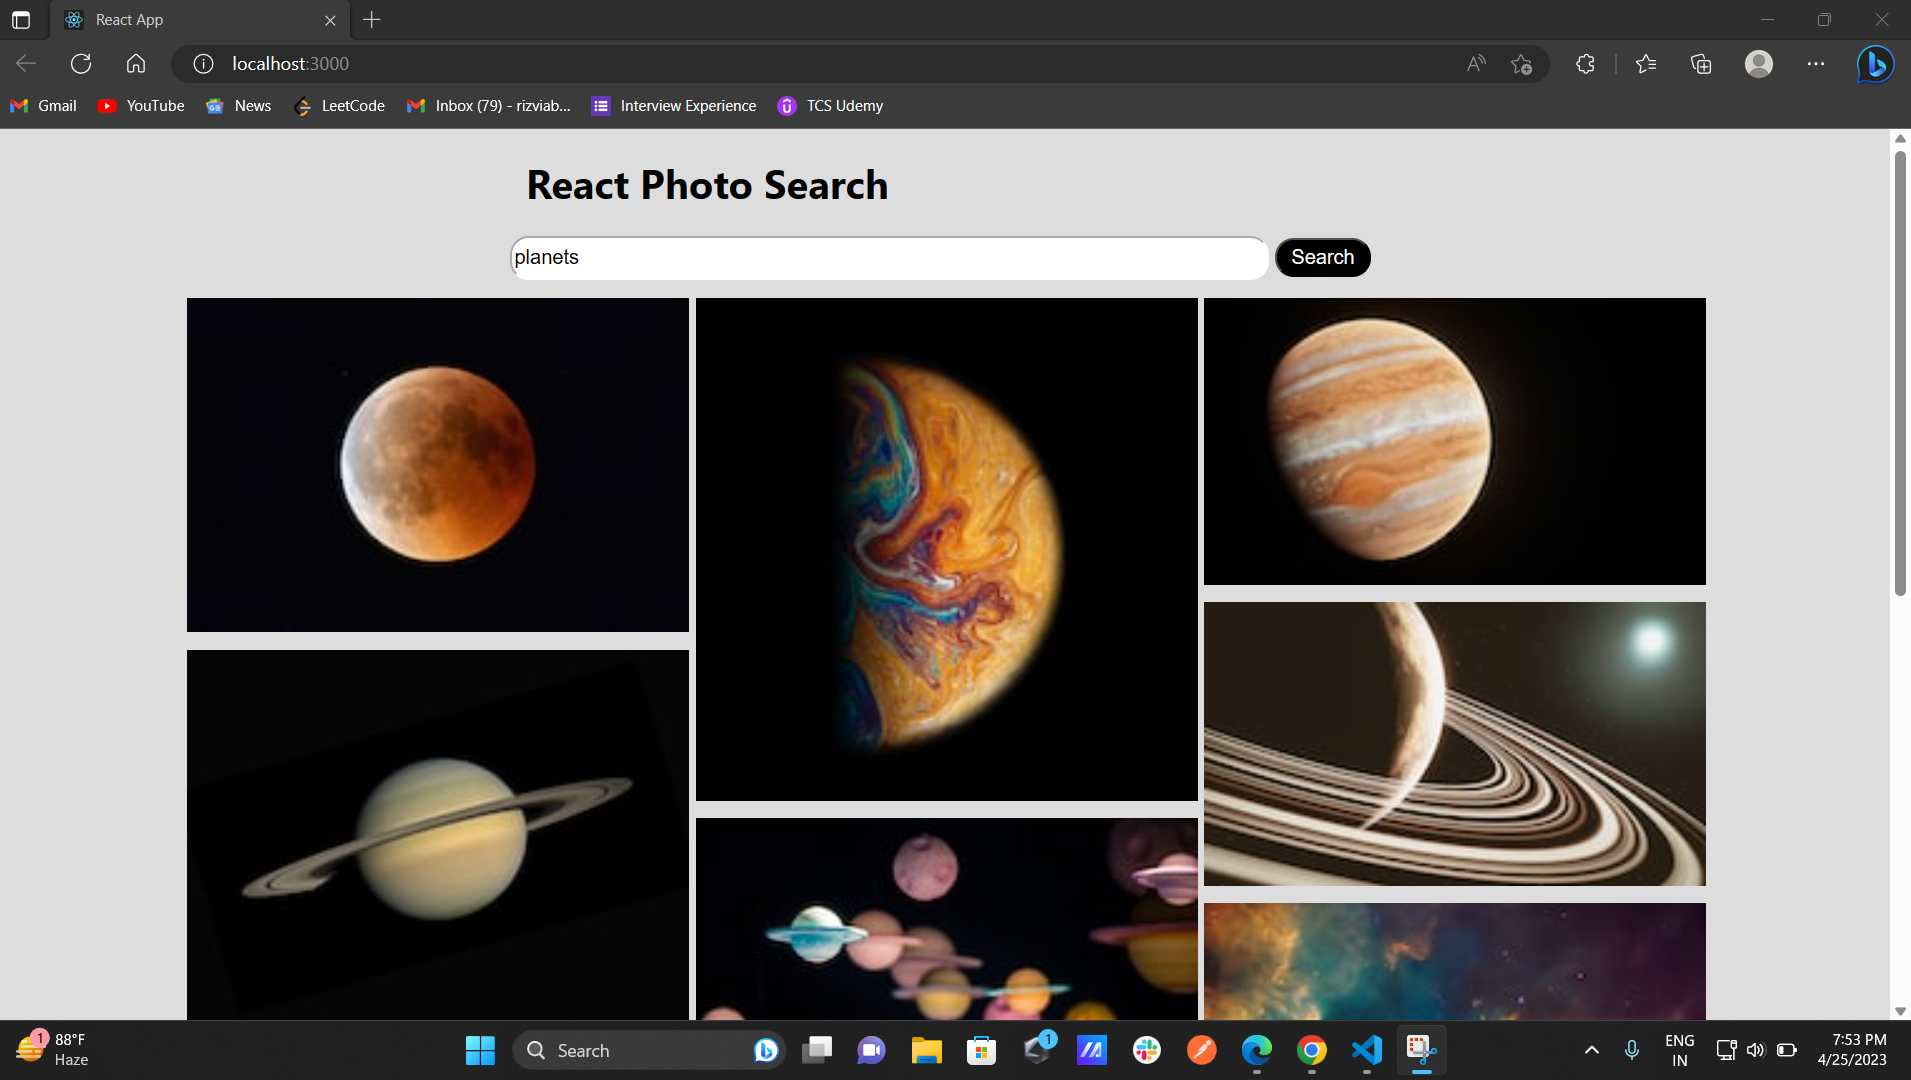 React App
localhost:3000
Gmail YouTube News LeetCode Inbox (79) - rizviab... Interview Experience TCS Udemy
React Photo Search
planets Search
1 88°F
Haze
Search
1
ENG
IN
7:53 PM
4/25/2023